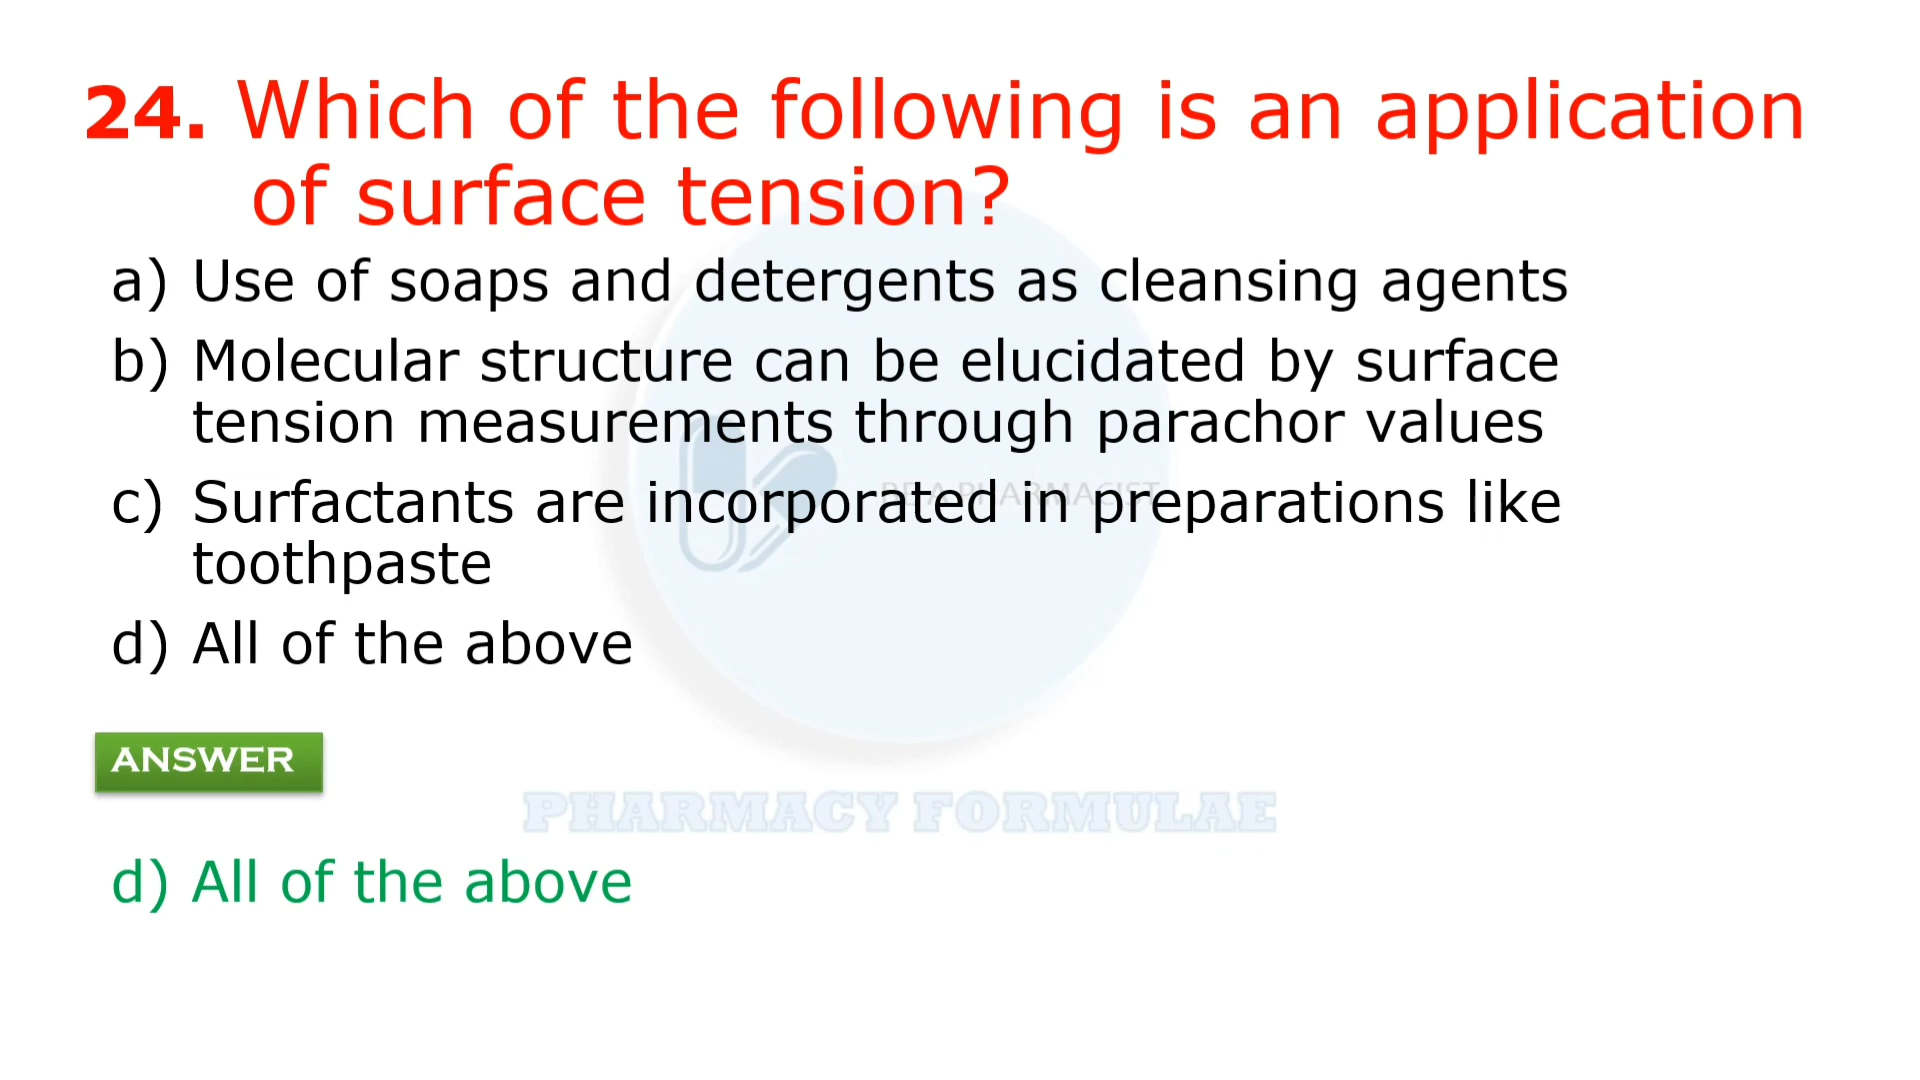 24. Which of the following is an application
of surface tension?
a) Use of soaps and detergents as cleansing agents
b) Molecular structure can be elucidated by surface
tension measurements through parachor values
BE A PHARMACIST
c) Surfactants are incorporated in preparations like
toothpaste
d) All of the above
ANSWER
PHARMACY FORMULAE
d) All of the above